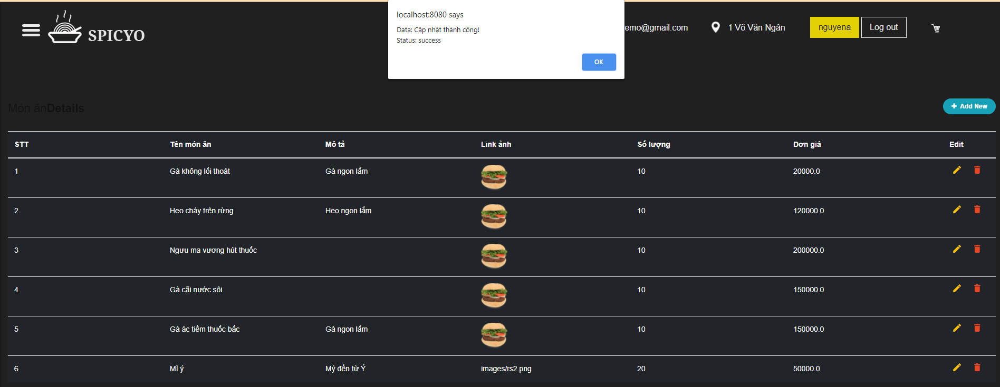 localhost:8080 says
Data: Cập nhật thành công!
Status: success
OK
SPICYO
emo@gmail.com
1 Võ Văn Ngân
nguyena
Log out
Món ănDetails
Add New
STT Tên món ăn Mô tả Link ảnh Số lượng Đơn giá Edit
1 Gà không lối thoát Gà ngon lắm 10 20000.0
2 Heo cháy trên rừng Heo ngon lắm 10 120000.0
3 Ngưu ma vương hút thuốc 10 200000.0
4 Gà cãi nước sôi 10 150000.0
5 Gà ác tiềm thuốc bắc Gà ngon lắm 10 150000.0
6 Mì ý Mỳ đến từ Ý images/rs2.png 20 50000.0